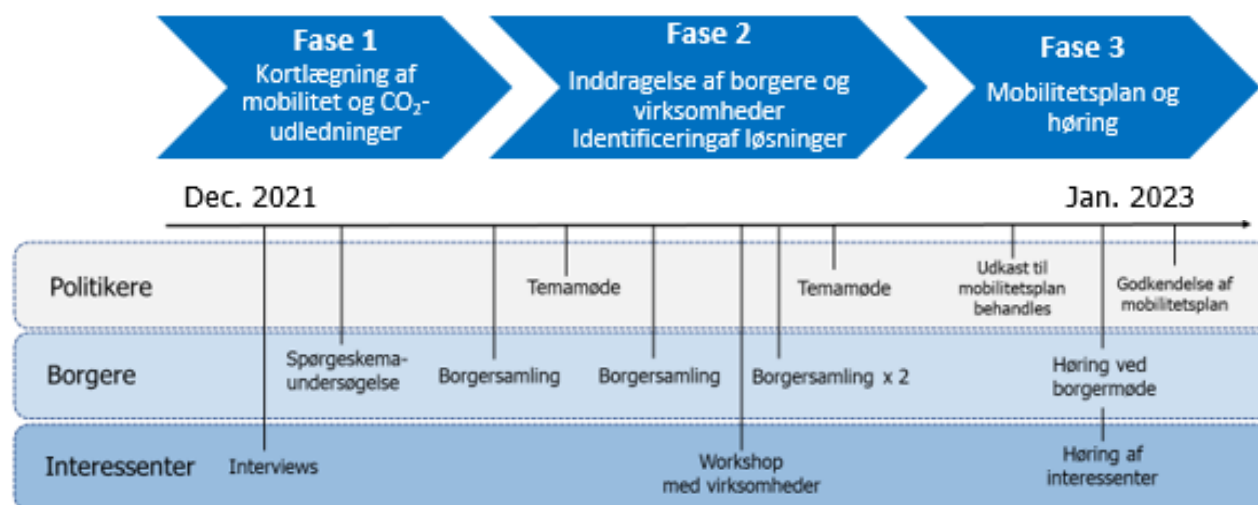 Fase 1
Kortlægning af
mobilitet og CO₂-
udledninger
Fase 2
Inddragelse af borgere og
virksomheder
Identificeringaf løsninger
Fase 3
Mobilitetsplan og
høring
Dec. 2021
Jan. 2023
Politikere
Temamøde
Temamøde
Udkast til
mobilitetsplan
behandles
Godkendelse af
mobilitetsplan
Borgere
Spørgeskema-
undersøgelse
Borgersamling
Borgersamling
Borgersamling x 2
Høring ved
borgermøde
Interessenter
Interviews
Workshop
med virksomheder
Høring af
interessenter